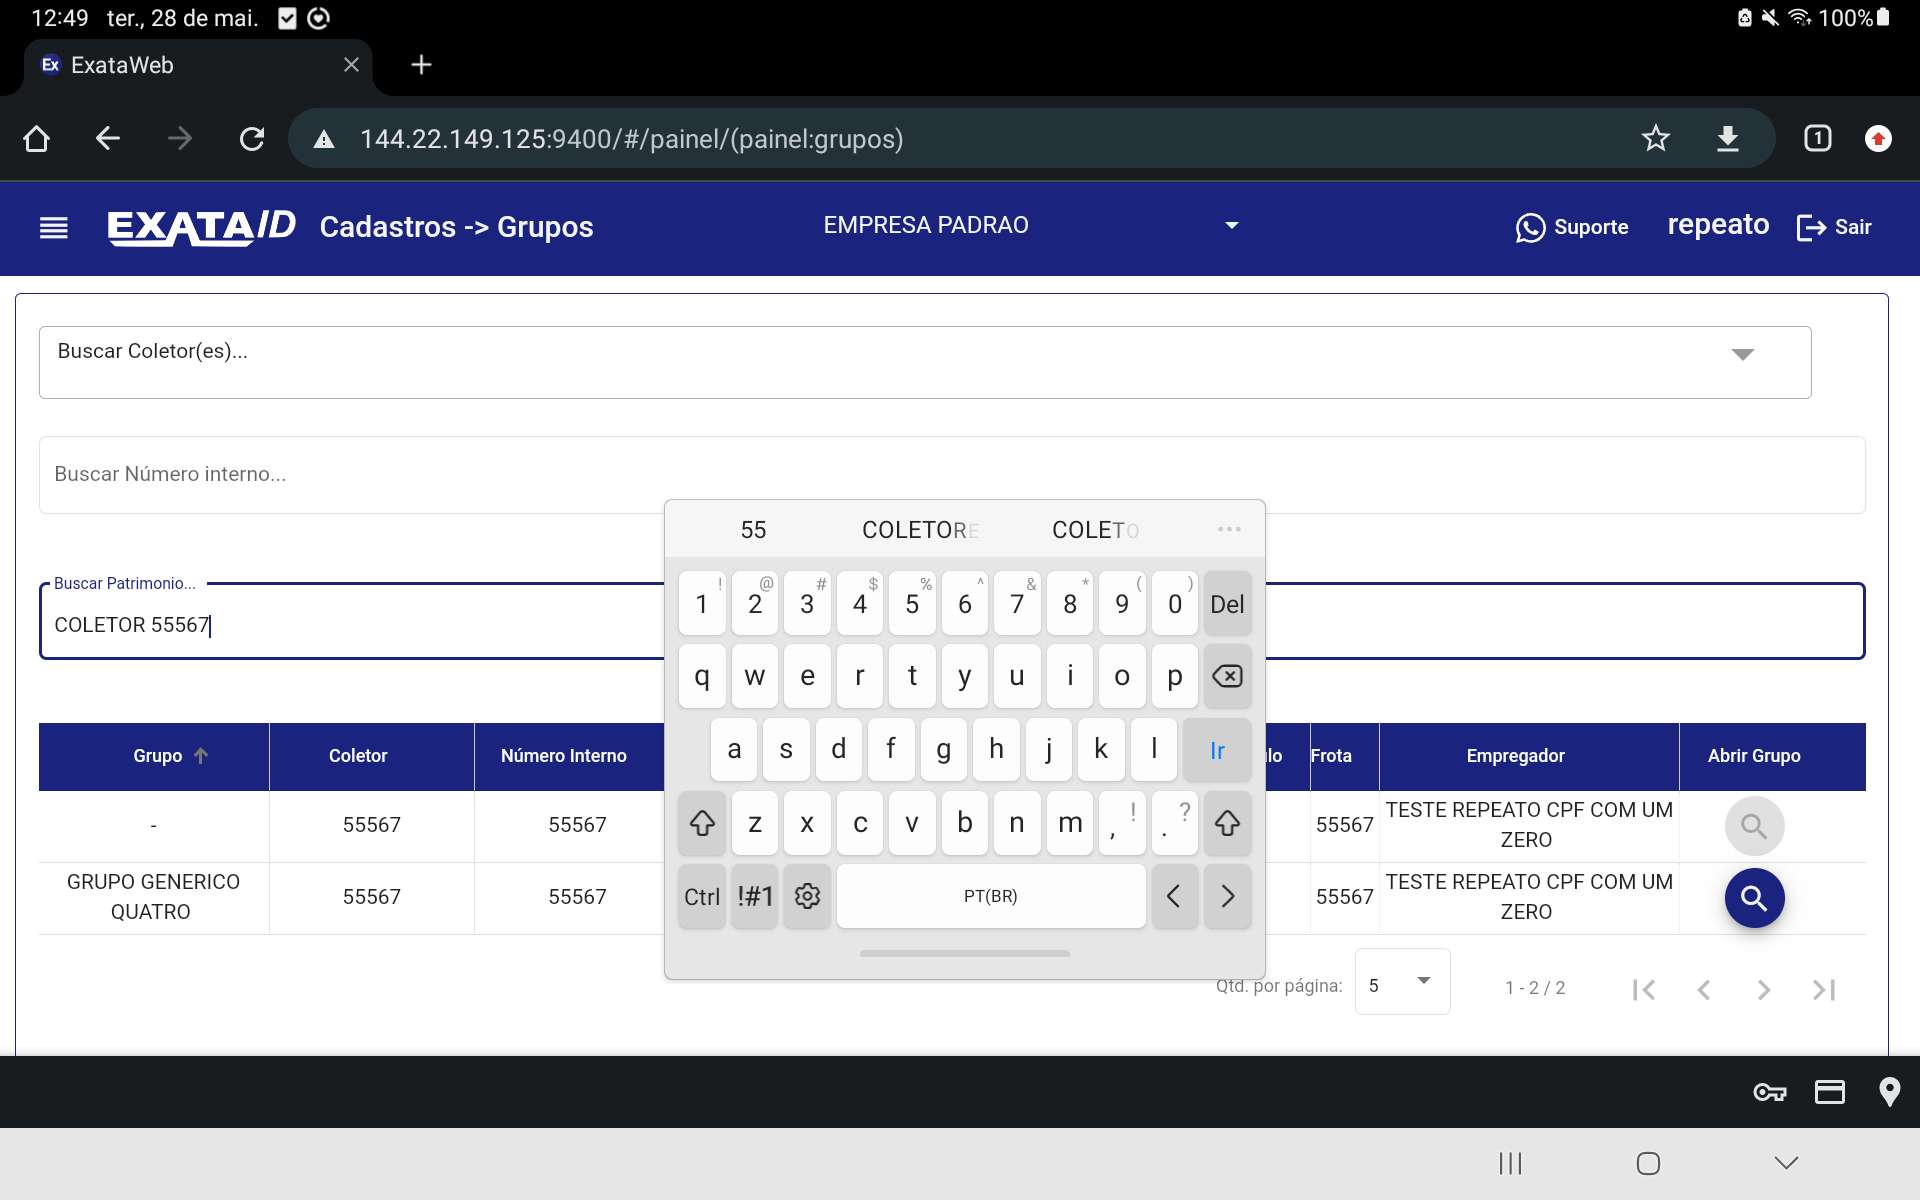 12:49 ter., 28 de mai. 100%
Ex ExataWeb
144.22.149.125:9400/#/painel/(painel:grupos) 1
EXATA/D Cadastros -> Grupos EMPRESA PADRAO Suporte repeato Sair
Buscar Coletor(es)...
Buscar Número interno...
55 COLETORE COLETO ...
Buscar Patrimonio...
COLETOR 55567
! @ # $ % ^ & * ( )
1 2 3 4 5 6 7 8 9 0 Del
q w e r t y u i o p
a s d f g h j k l Ir
z x c v b n m , ! . ?
Ctrl !#1 PT(BR) < >
Grupo Coletor Número Interno lo Frota Empregador Abrir Grupo
- 55567 55567 55567 TESTE REPEATO CPF COM UM
ZERO
GRUPO GENERICO
QUATRO 55567 55567 55567 TESTE REPEATO CPF COM UM
ZERO
Qtd. por página: 5 1 - 2 / 2